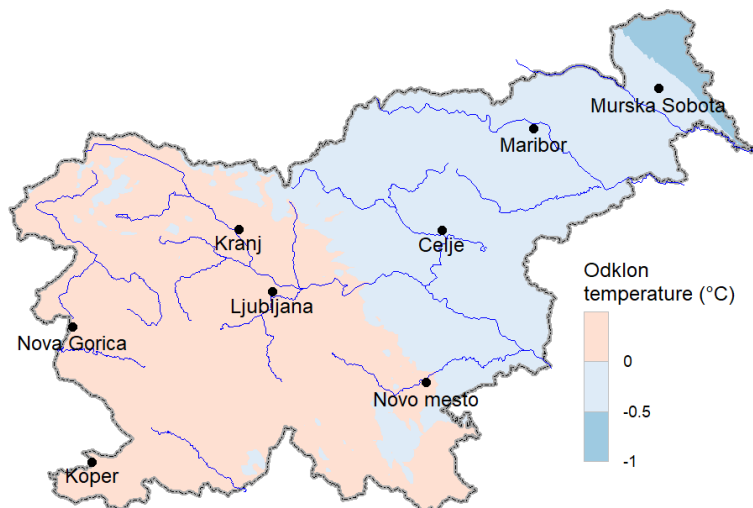 Murska Sobota
Maribor
Kranj
Celje
Ljubljana
Nova Gorica
Novo mesto
Koper
Odklon
temperature (°C)
0
-0.5
-1